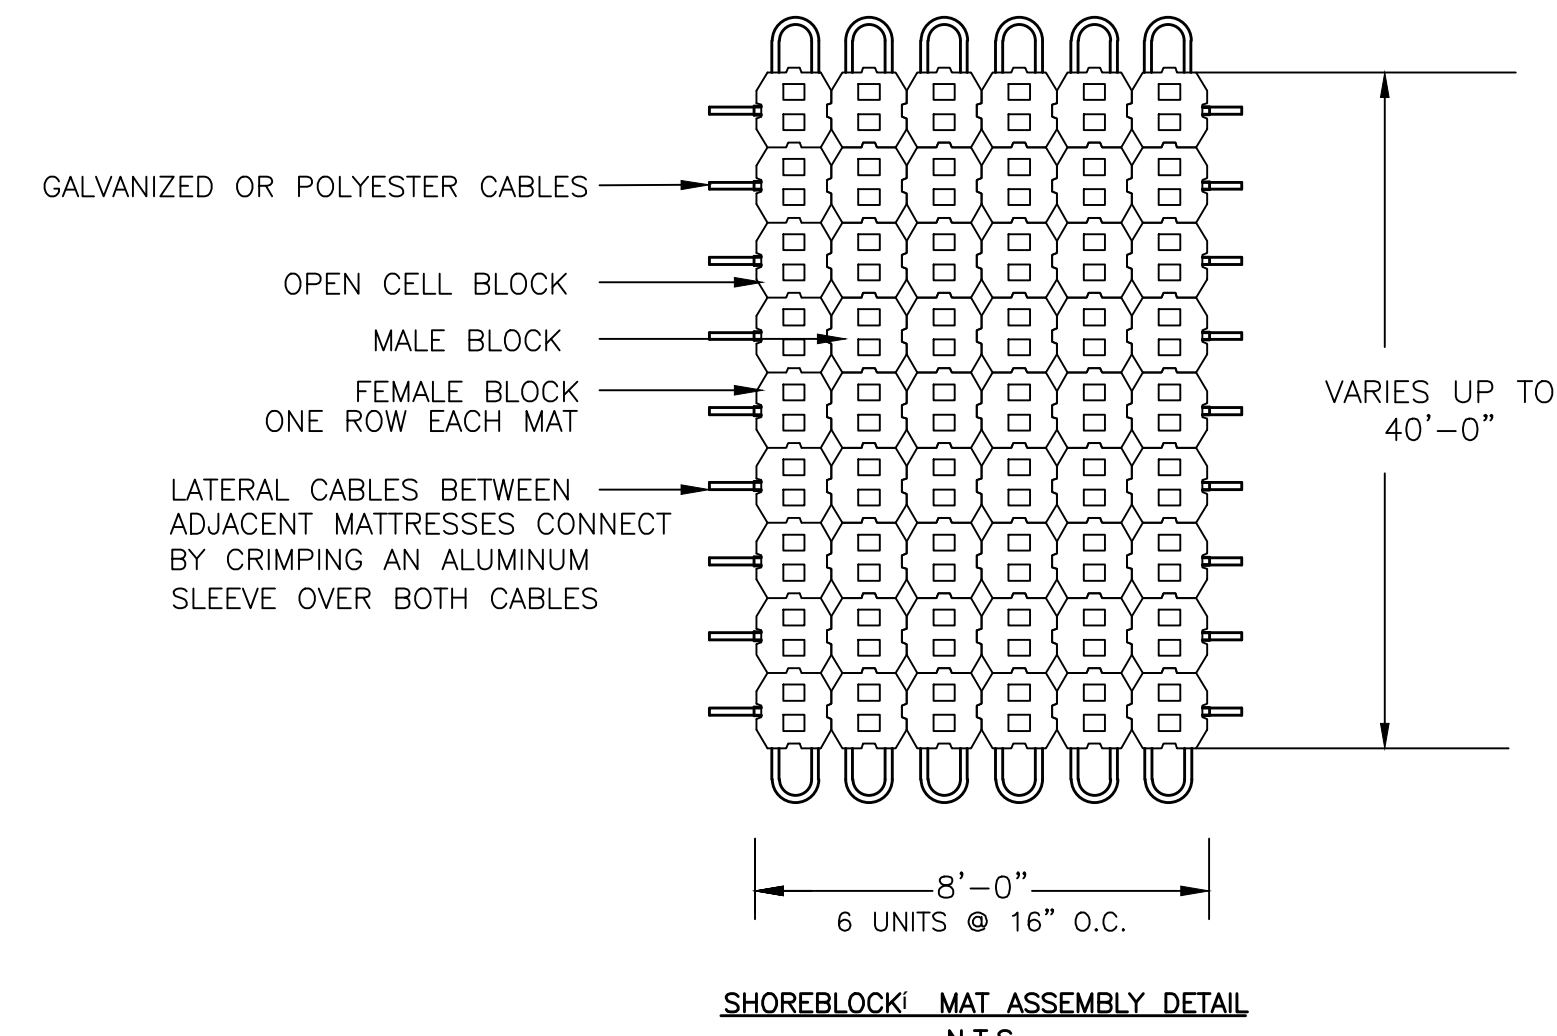 GALVANIZED OR POLYESTER CABLES
OPEN CELL BLOCK
MALE BLOCK
FEMALE BLOCK
ONE ROW EACH MAT
LATERAL CABLES BETWEEN
ADJACENT MATTRESSES CONNECT
BY CRIMPING AN ALUMINUM
SLEEVE OVER BOTH CABLES
VARIES UP TO
40'-0"
8'-0"
6 UNITS @ 16" O.C.
SHOREBLOCKí MAT ASSEMBLY DETAIL
N.T.S.